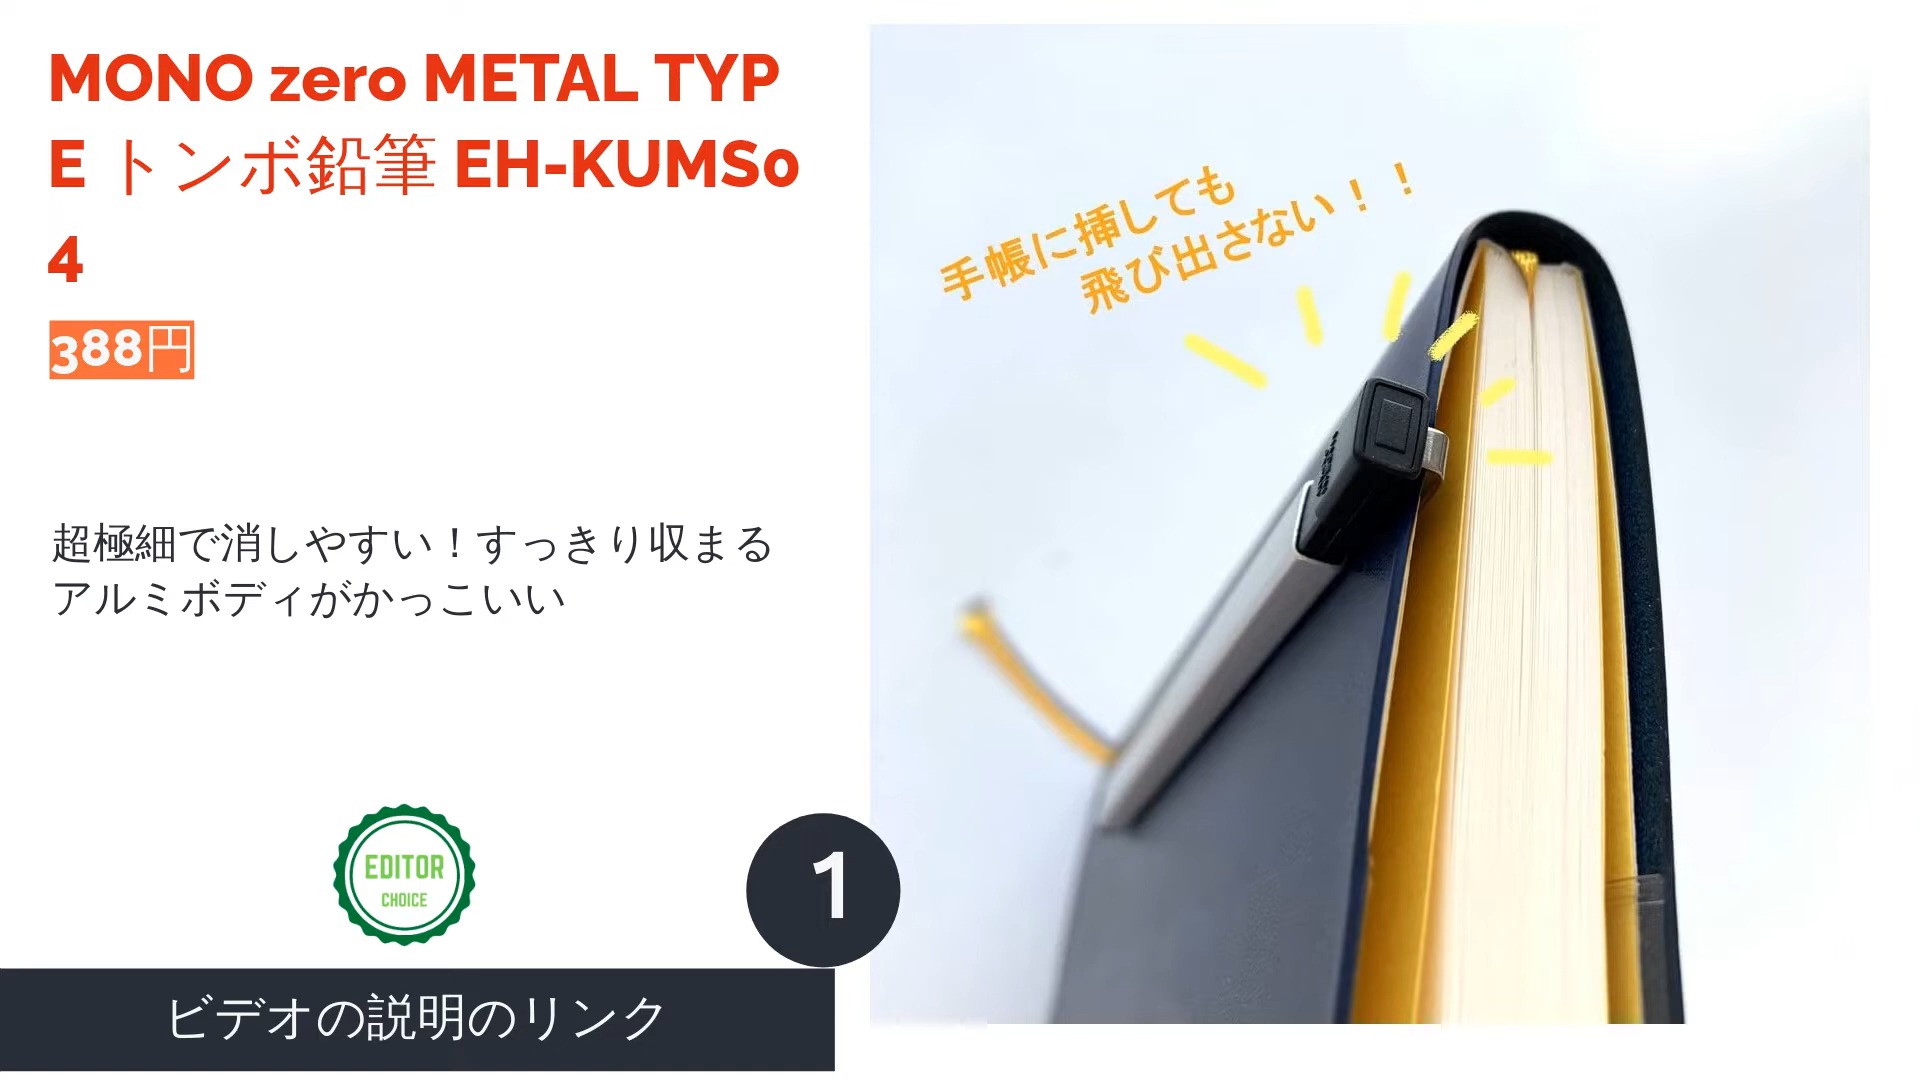 MONO zero METAL TYP
E トンボ鉛筆 EH-KUMS0
4
388円
超極細で消しやすい！すっきり収まる
アルミボディがかっこいい
EDITOR
CHOICE
1
ビデオの説明のリンク
手帳に挿しても
飛び出さない！！